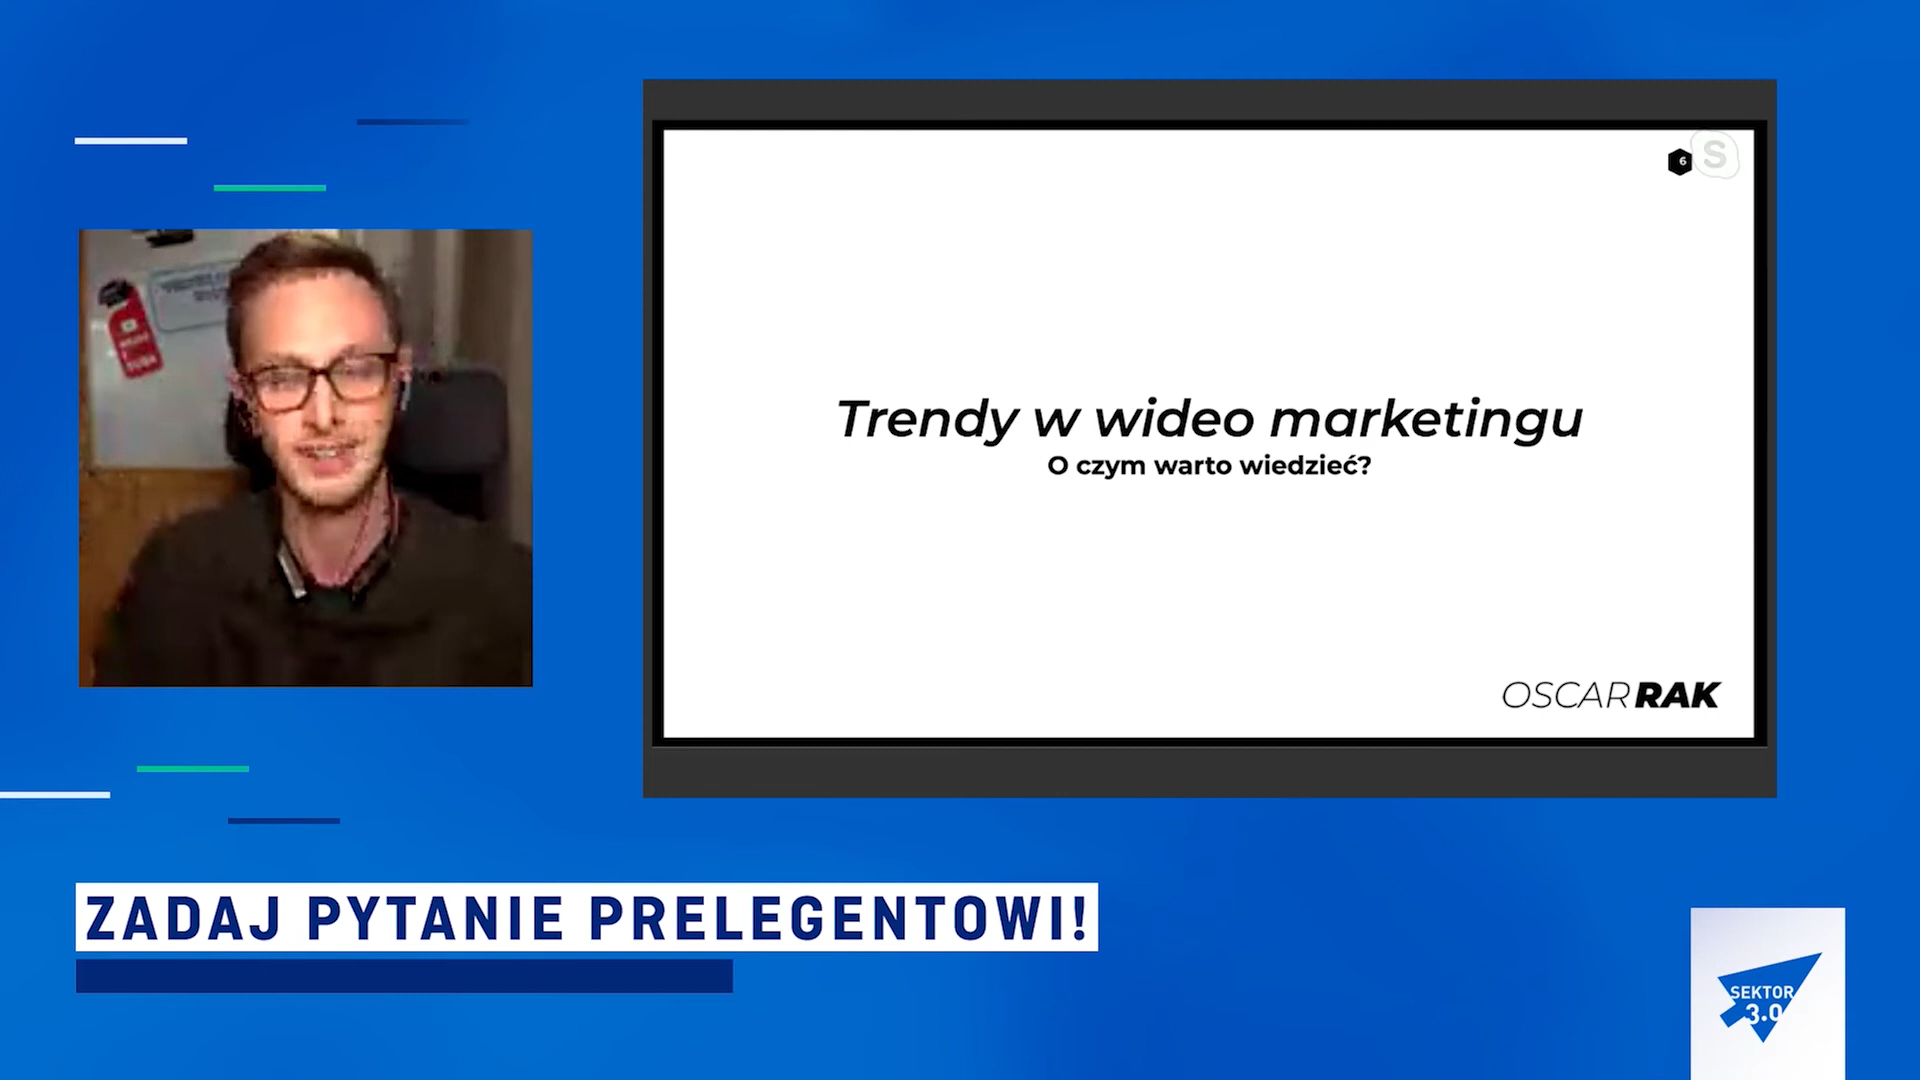 6
S
Trendy w wideo marketingu
O czym warto wiedzieć?
OSCAR RAK
ZADAJ PYTANIE PRELEGENTOWI!
SEKTOR
3.0